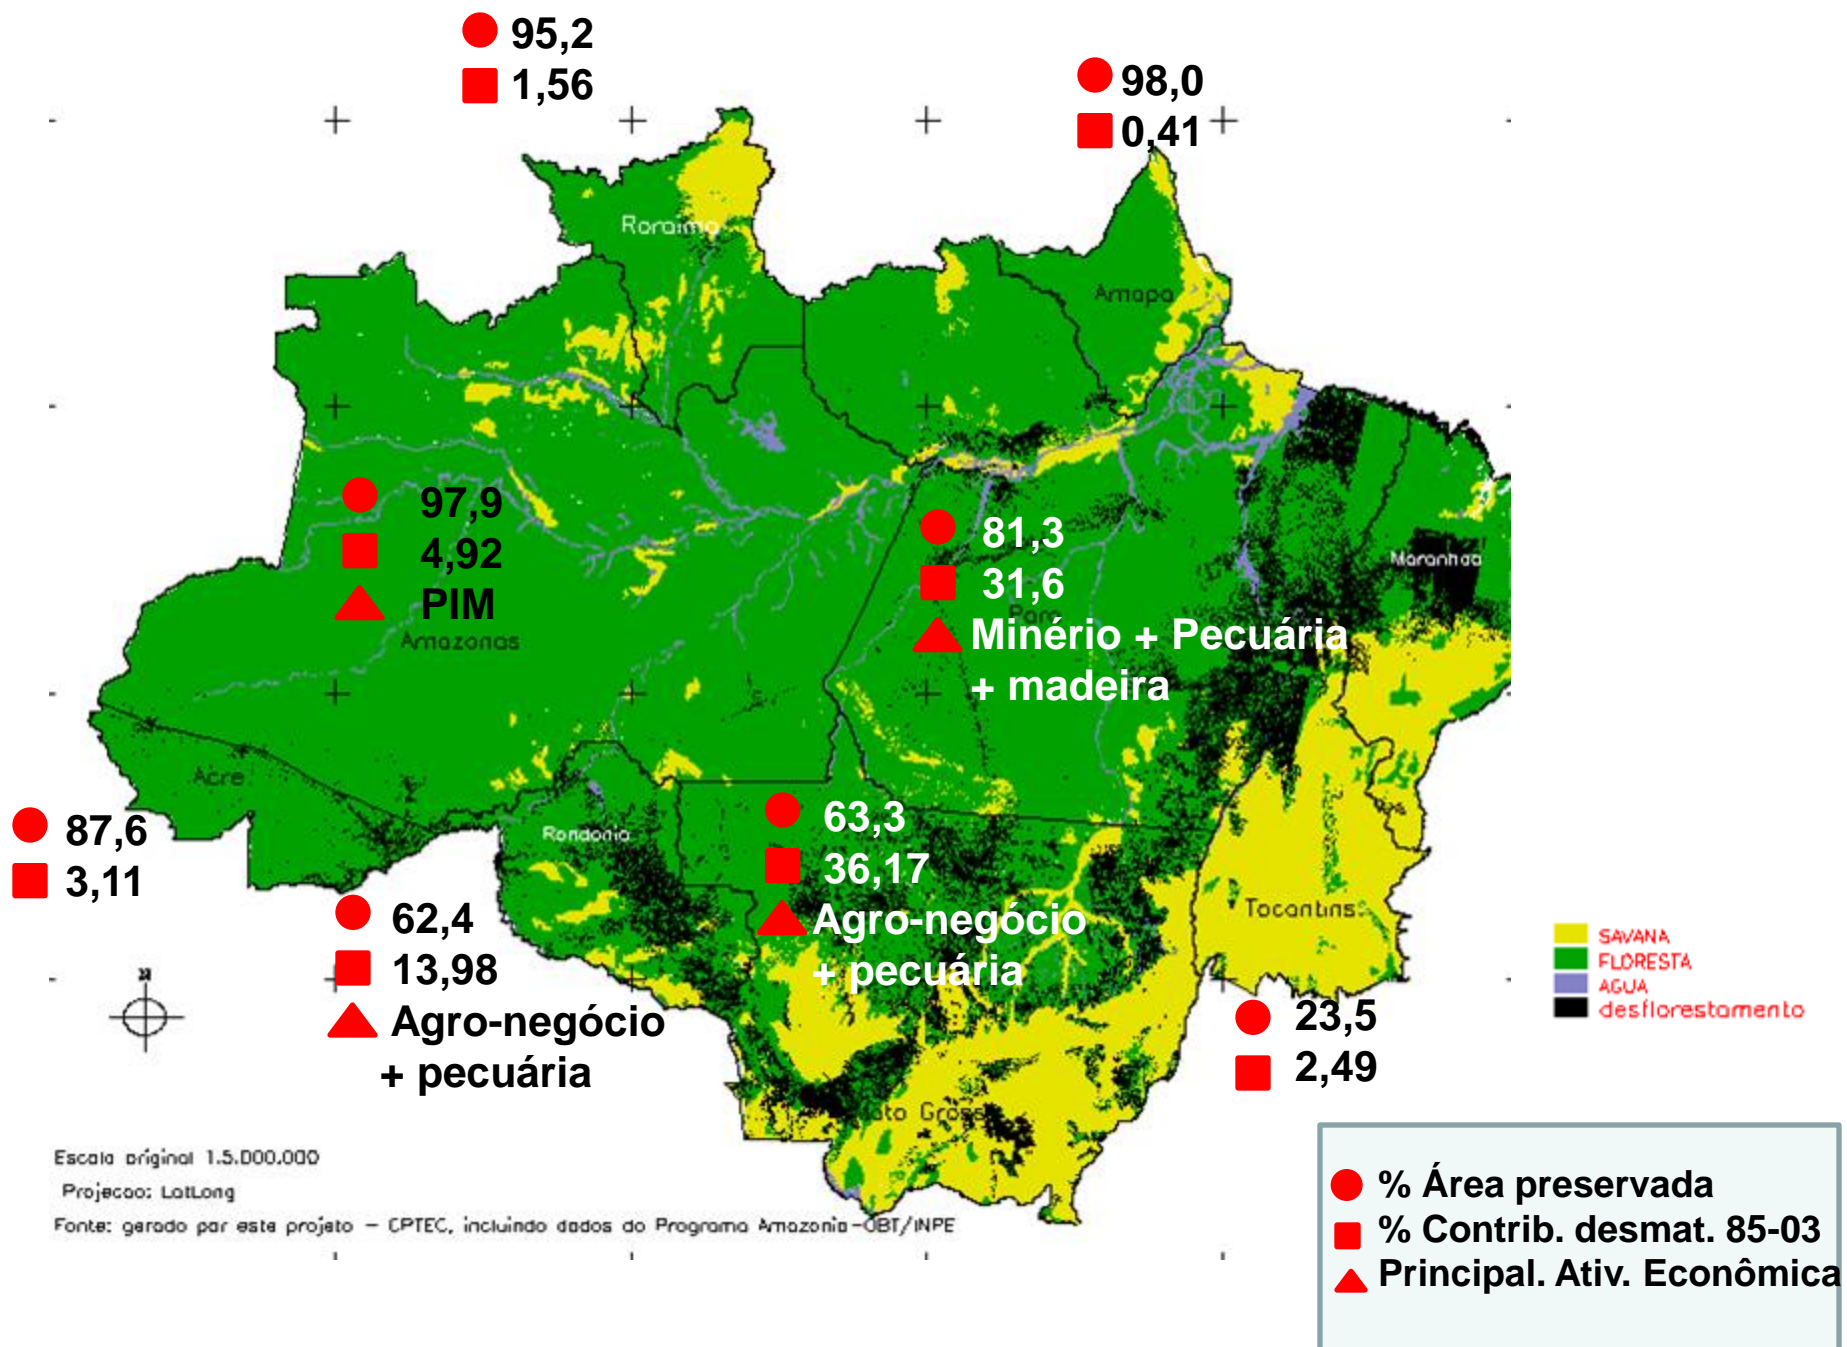 95,2
1,56
98,0
0,41
Roraima
Amapa
97,9
4,92
PIM
Amazonas
81,3
31,6
Para
Minério + Pecuária
+ madeira
Maranhao
Acre
87,6
3,11
Rondonia
62,4
13,98
Agro-negócio
+ pecuária
63,3
36,17
Agro-negócio
+ pecuária
Tocantins
23,5
2,49
Mato Grosso
SAVANA
FLORESTA
AGUA
desflorestamento
Escala original 1.5.000.000
Projecao: LatLong
Fonte: gerado por este projeto – CPTEC, incluindo dados do Programa Amazonia-OBT/INPE
% Área preservada
% Contrib. desmat. 85-03
Principal. Ativ. Econômica